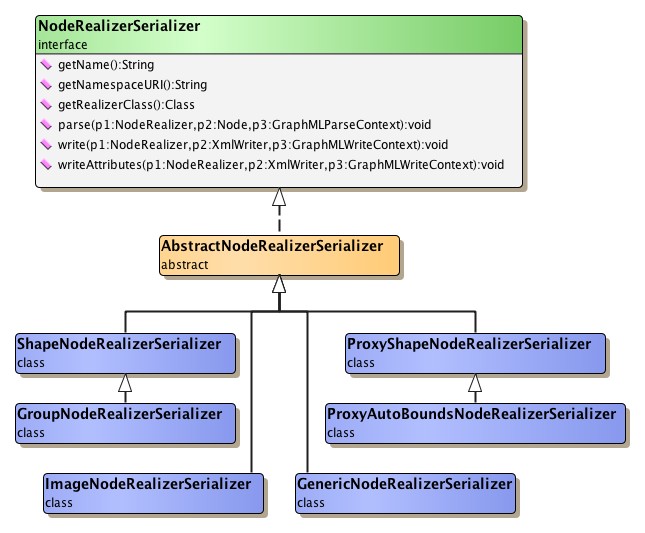 NodeRealizerSerializer
interface
getName():String
getNamespaceURI():String
getRealizerClass():Class
parse(p1:NodeRealizer,p2:Node,p3:GraphMLParseContext):void
write(p1:NodeRealizer,p2:XmlWriter,p3:GraphMLWriteContext):void
writeAttributes(p1:NodeRealizer,p2:XmlWriter,p3:GraphMLWriteContext):void
AbstractNodeRealizerSerializer
abstract
ShapeNodeRealizerSerializer
class
ProxyShapeNodeRealizerSerializer
class
GroupNodeRealizerSerializer
class
ProxyAutoBoundsNodeRealizerSerializer
class
ImageNodeRealizerSerializer
class
GenericNodeRealizerSerializer
class